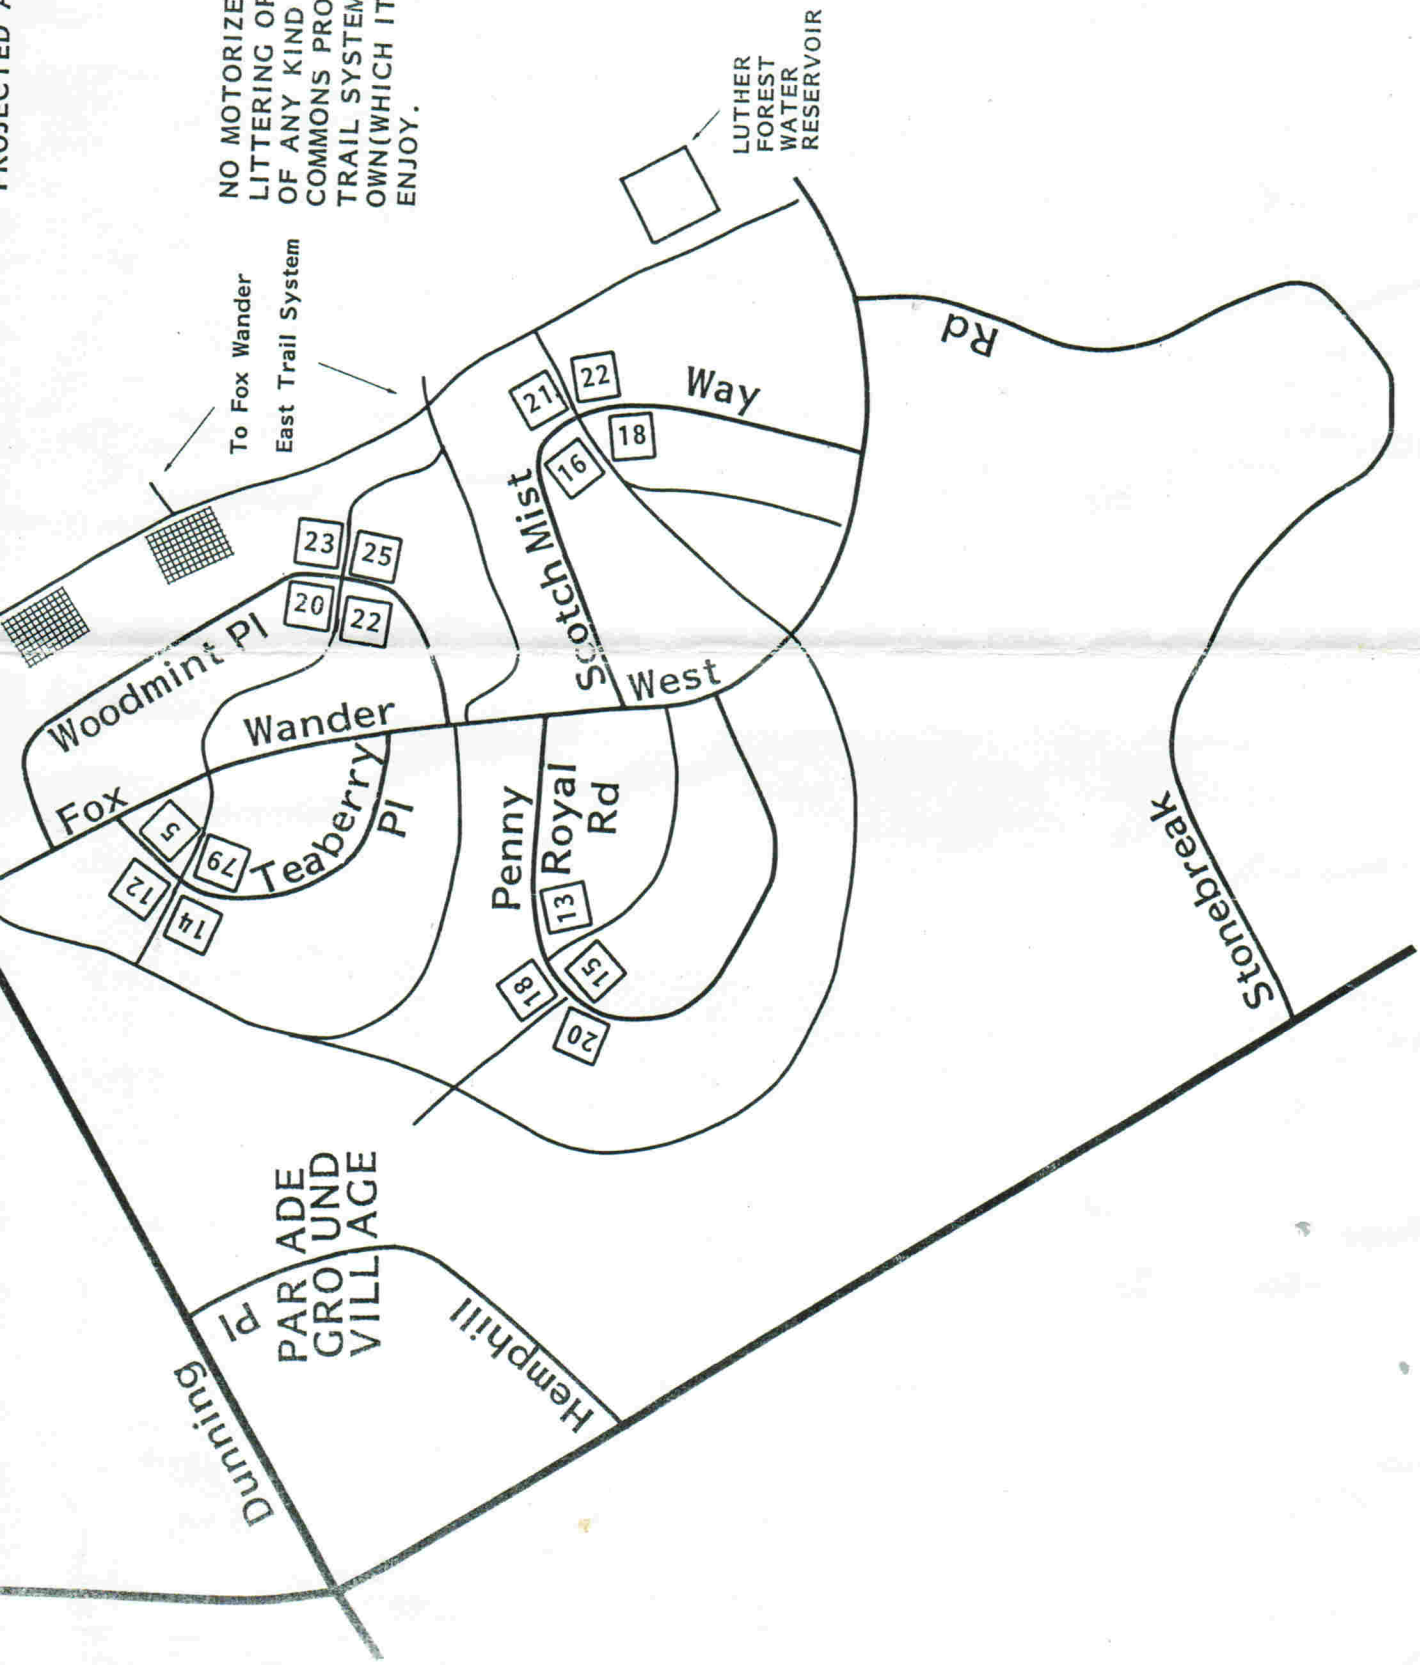 PROJECTED
NO MOTORIZE
LITTERING OR
OF ANY KIND
COMMONS PRO
TRAIL SYSTEM
OWN(WHICH IT
ENJOY.
To Fox Wander
East Trail System
LUTHER
FOREST
WATER
RESERVOIR
Woodmint Pl
23
25
20
22
Fox
Wander
West
Scotch Mist
Way
21
22
16
18
Teaberry
Pl
5
79
12
14
Penny
Royal
Rd
13
15
18
20
Stonebreak
Rd
PARADE
GROUND
VILLAGE
Hemphill
Pl
Dunning